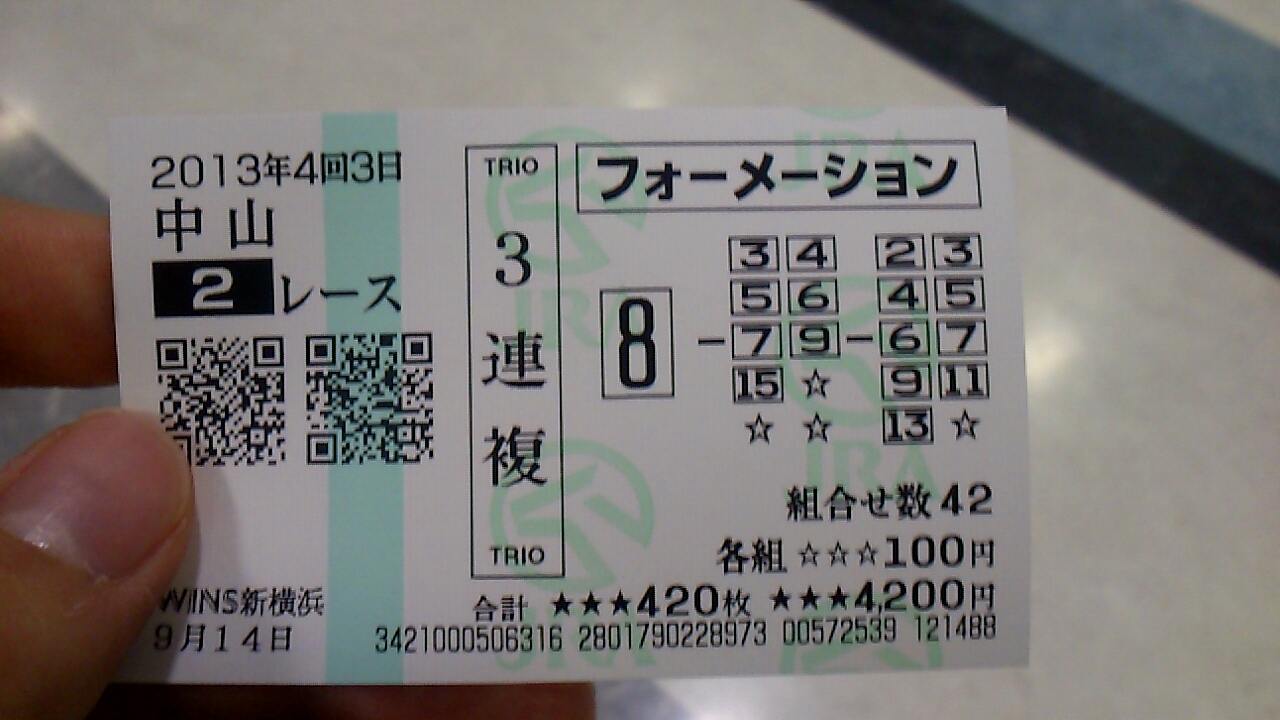 2013年4回3日
中山
2レース
WINS新横浜
9月14日
TRIO
3連複
TRIO
フォーメーション
8
3 4
5 6
7 9
15 ☆
☆ ☆
2 3
4 5
6 7
9 11
13 ☆
組合せ数42
各組 ☆☆☆100円
合計 ★★★420枚 ★★★4,200円
3421000506316 2801790228973 00572539 121488
JRA
JRA
JRA
JRA